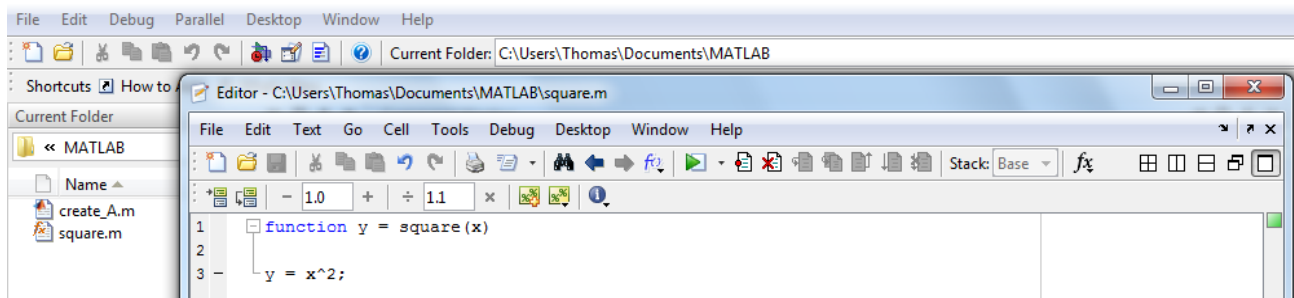 File Edit Debug Parallel Desktop Window Help
Current Folder: C:\Users\Thomas\Documents\MATLAB
Shortcuts How to
Editor - C:\Users\Thomas\Documents\MATLAB\square.m
Current Folder
File Edit Text Go Cell Tools Debug Desktop Window Help
« MATLAB
Stack: Base fx
Name
- 1.0 + ÷ 1.1 ×
create_A.m
square.m
1 function y = square(x)
2
3 - y = x^2;